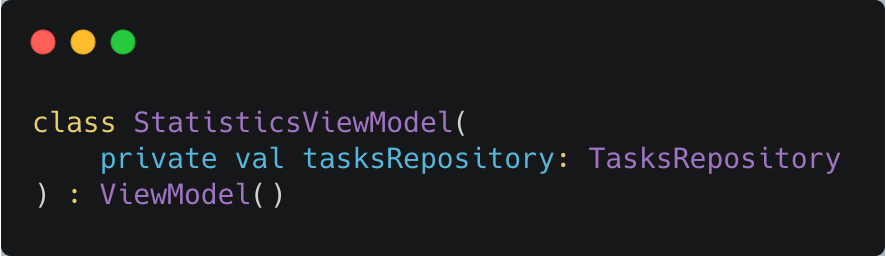 class StatisticsViewModel(
    private val tasksRepository: TasksRepository
) : ViewModel()